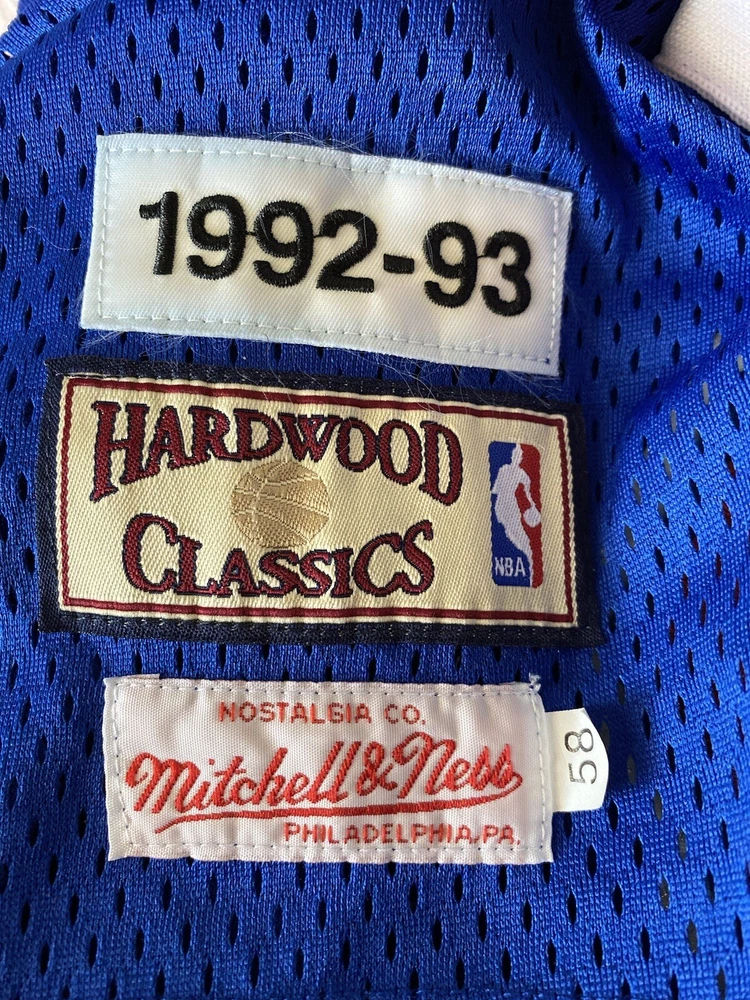 1992-93
HARDWOOD
CLASSICS
NBA
NOSTALGIA CO.
Mitchell & Ness
PHILADELPHIA, PA.
58